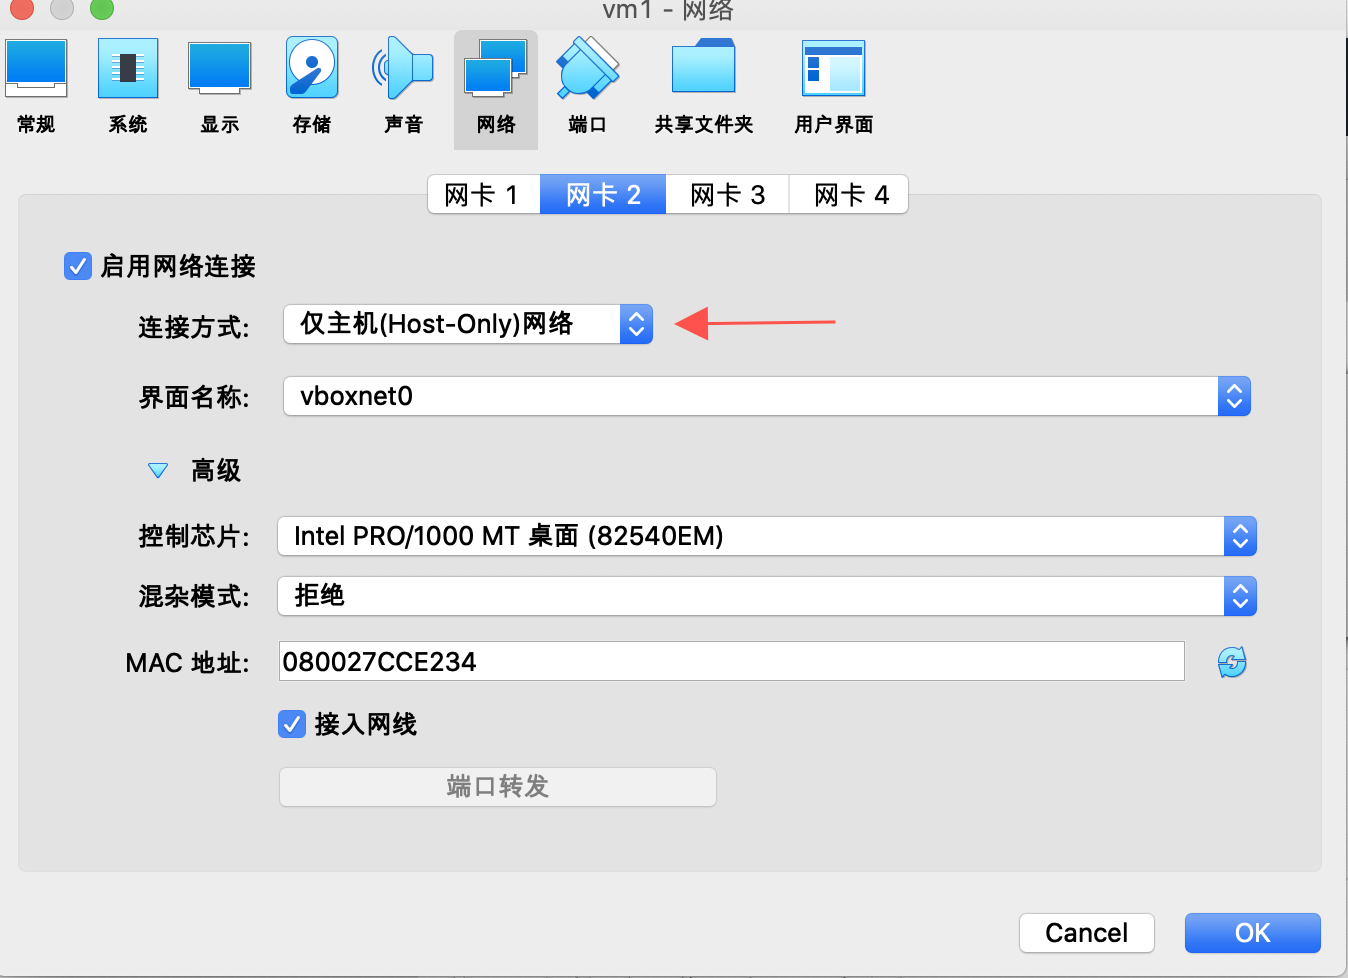 vm1 - 网络
常规 系统 显示 存储 声音 网络 端口 共享文件夹 用户界面
网卡 1 网卡 2 网卡 3 网卡 4
启用网络连接
连接方式: 仅主机(Host-Only)网络
界面名称: vboxnet0
高级
控制芯片: Intel PRO/1000 MT 桌面 (82540EM)
混杂模式: 拒绝
MAC 地址: 080027CCE234
接入网线
端口转发
Cancel OK